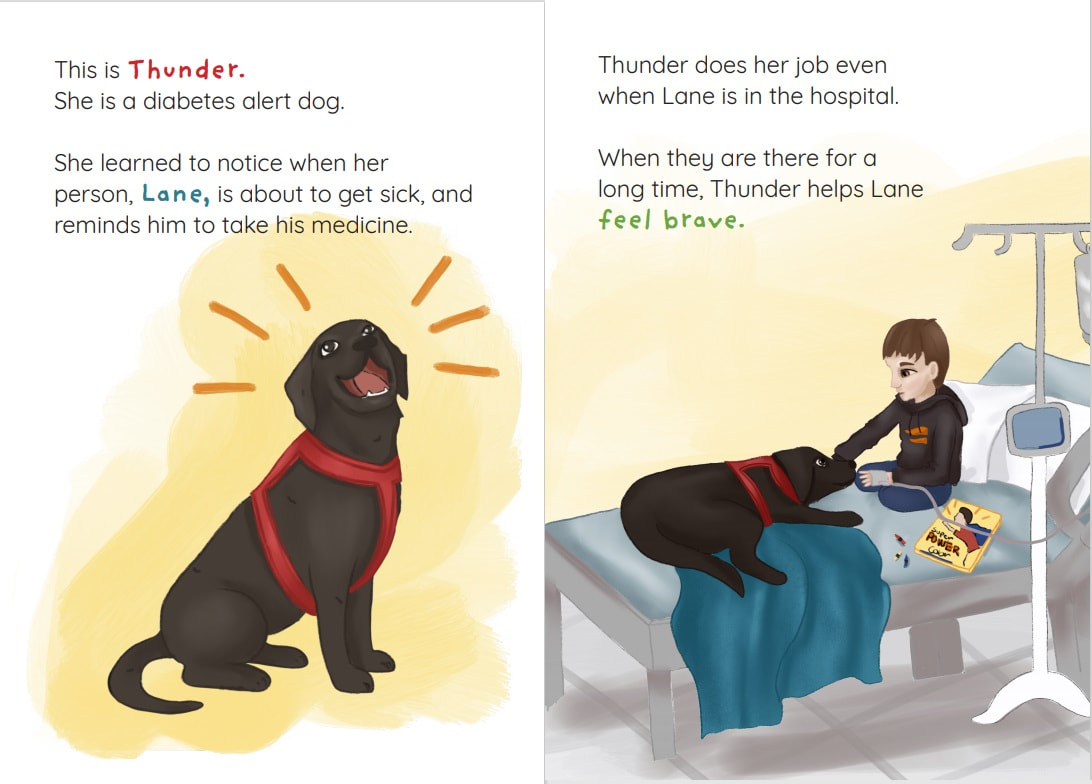 This is Thunder.
She is a diabetes alert dog.
She learned to notice when her
person, Lane, is about to get sick, and
reminds him to take his medicine.
Thunder does her job even
when Lane is in the hospital.
When they are there for a
long time, Thunder helps Lane
feel brave.
Super
POWER
Color